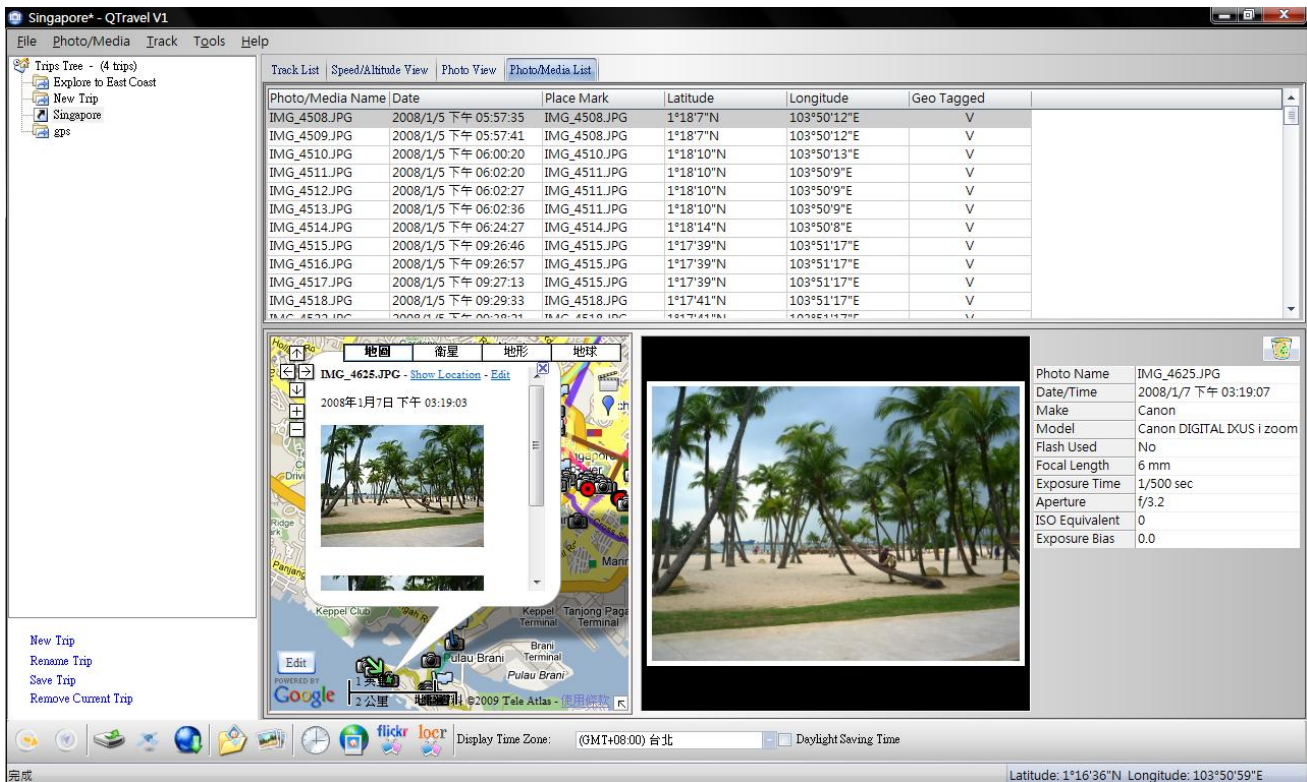 Singapore* - QTravel V1
File Photo/Media Track Tools Help
Trips Tree - (4 trips)
Explore to East Coast
New Trip
Singapore
gps
New Trip
Rename Trip
Save Trip
Remove Current Trip
Track List Speed/Altitude View Photo View Photo/Media List
Photo/Media Name Date Place Mark Latitude Longitude Geo Tagged
IMG_4508.JPG 2008/1/5 下午 05:57:35 IMG_4508.JPG 1°18'7"N 103°50'12"E V
IMG_4509.JPG 2008/1/5 下午 05:57:41 IMG_4508.JPG 1°18'7"N 103°50'12"E V
IMG_4510.JPG 2008/1/5 下午 06:00:20 IMG_4510.JPG 1°18'10"N 103°50'13"E V
IMG_4511.JPG 2008/1/5 下午 06:02:20 IMG_4511.JPG 1°18'10"N 103°50'9"E V
IMG_4512.JPG 2008/1/5 下午 06:02:27 IMG_4511.JPG 1°18'10"N 103°50'9"E V
IMG_4513.JPG 2008/1/5 下午 06:02:36 IMG_4511.JPG 1°18'10"N 103°50'9"E V
IMG_4514.JPG 2008/1/5 下午 06:24:27 IMG_4514.JPG 1°18'14"N 103°50'8"E V
IMG_4515.JPG 2008/1/5 下午 09:26:46 IMG_4515.JPG 1°17'39"N 103°51'17"E V
IMG_4516.JPG 2008/1/5 下午 09:26:57 IMG_4515.JPG 1°17'39"N 103°51'17"E V
IMG_4517.JPG 2008/1/5 下午 09:27:13 IMG_4515.JPG 1°17'39"N 103°51'17"E V
IMG_4518.JPG 2008/1/5 下午 09:29:33 IMG_4518.JPG 1°17'41"N 103°51'17"E V
地圖 衛星 地形 地球
IMG_4625.JPG - Show Location - Edit
2008年1月7日 下午 03:19:03
Keppel Club
Keppel Terminal
Tanjong Paga Terminal
Brani Terminal
Pulau Brani
Pulau Brani
Edit
POWERED BY
Google
2 公里
©2009 Tele Atlas - 使用條款
Photo Name IMG_4625.JPG
Date/Time 2008/1/7 下午 03:19:07
Make Canon
Model Canon DIGITAL IXUS i zoom
Flash Used No
Focal Length 6 mm
Exposure Time 1/500 sec
Aperture f/3.2
ISO Equivalent 0
Exposure Bias 0.0
flickr locr Display Time Zone: (GMT+08:00) 台北 Daylight Saving Time
完成
Latitude: 1°16'36"N Longitude: 103°50'59"E